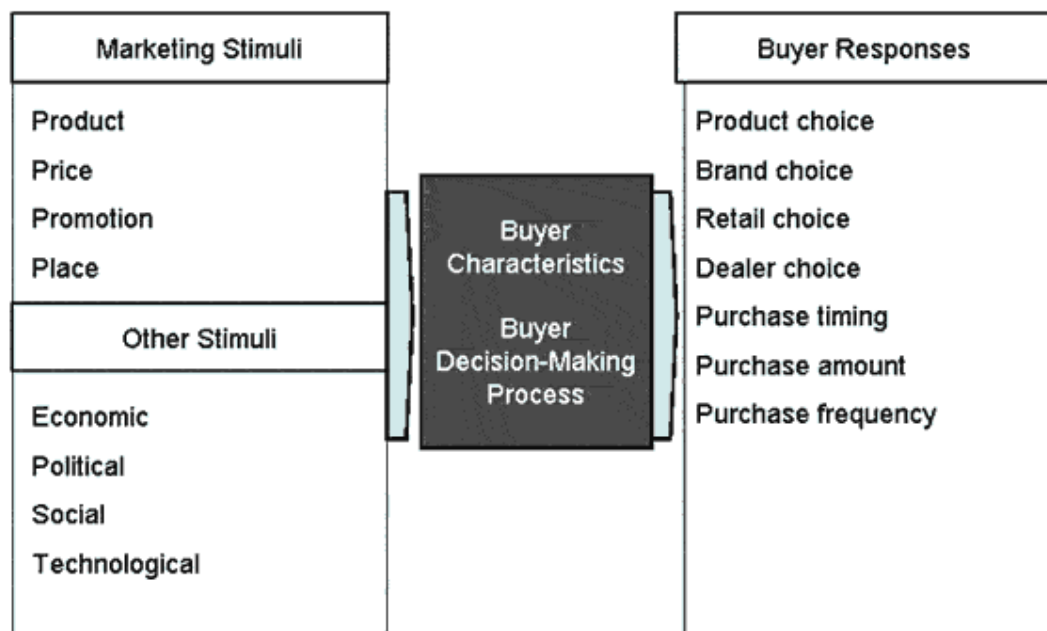 Marketing Stimuli
Product
Price
Promotion
Place
Other Stimuli
Economic
Political
Social
Technological
Buyer
Characteristics
Buyer
Decision-Making
Process
Buyer Responses
Product choice
Brand choice
Retail choice
Dealer choice
Purchase timing
Purchase amount
Purchase frequency